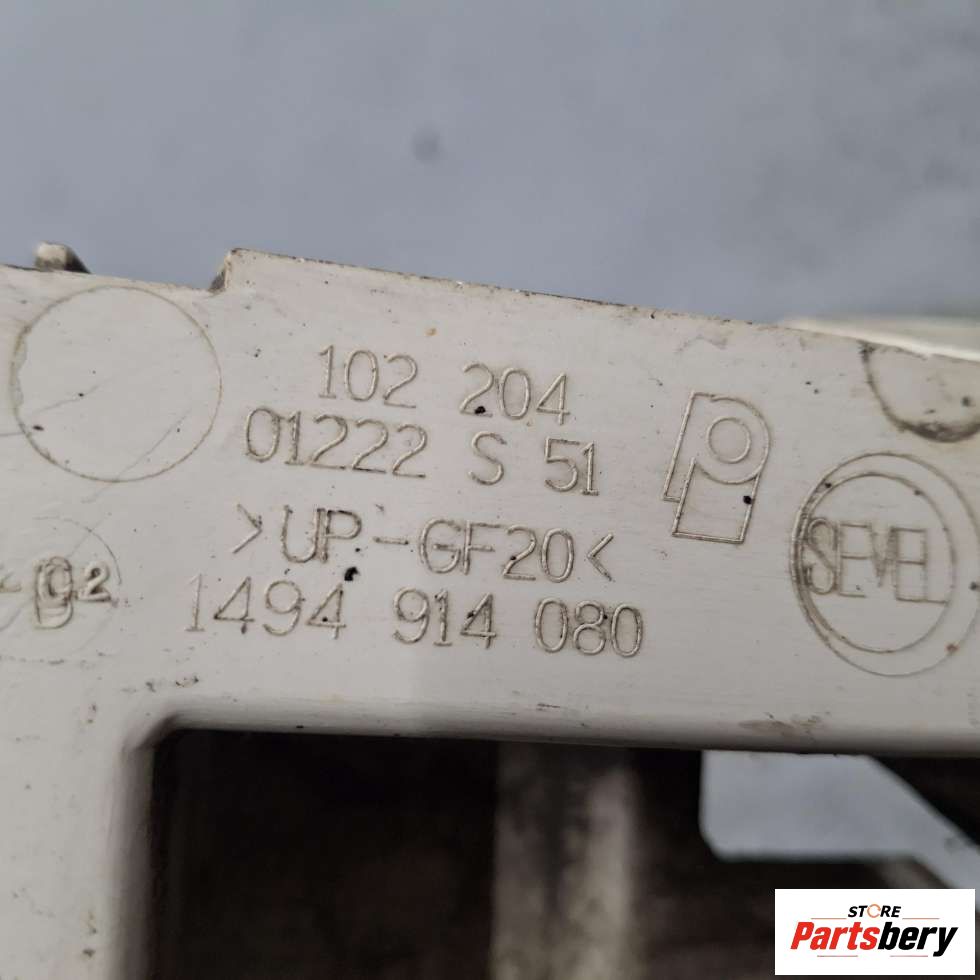 102 204
01222 S 51
>UP-GF20<
1494 914 080
SEVEL
STORE
Partsbery